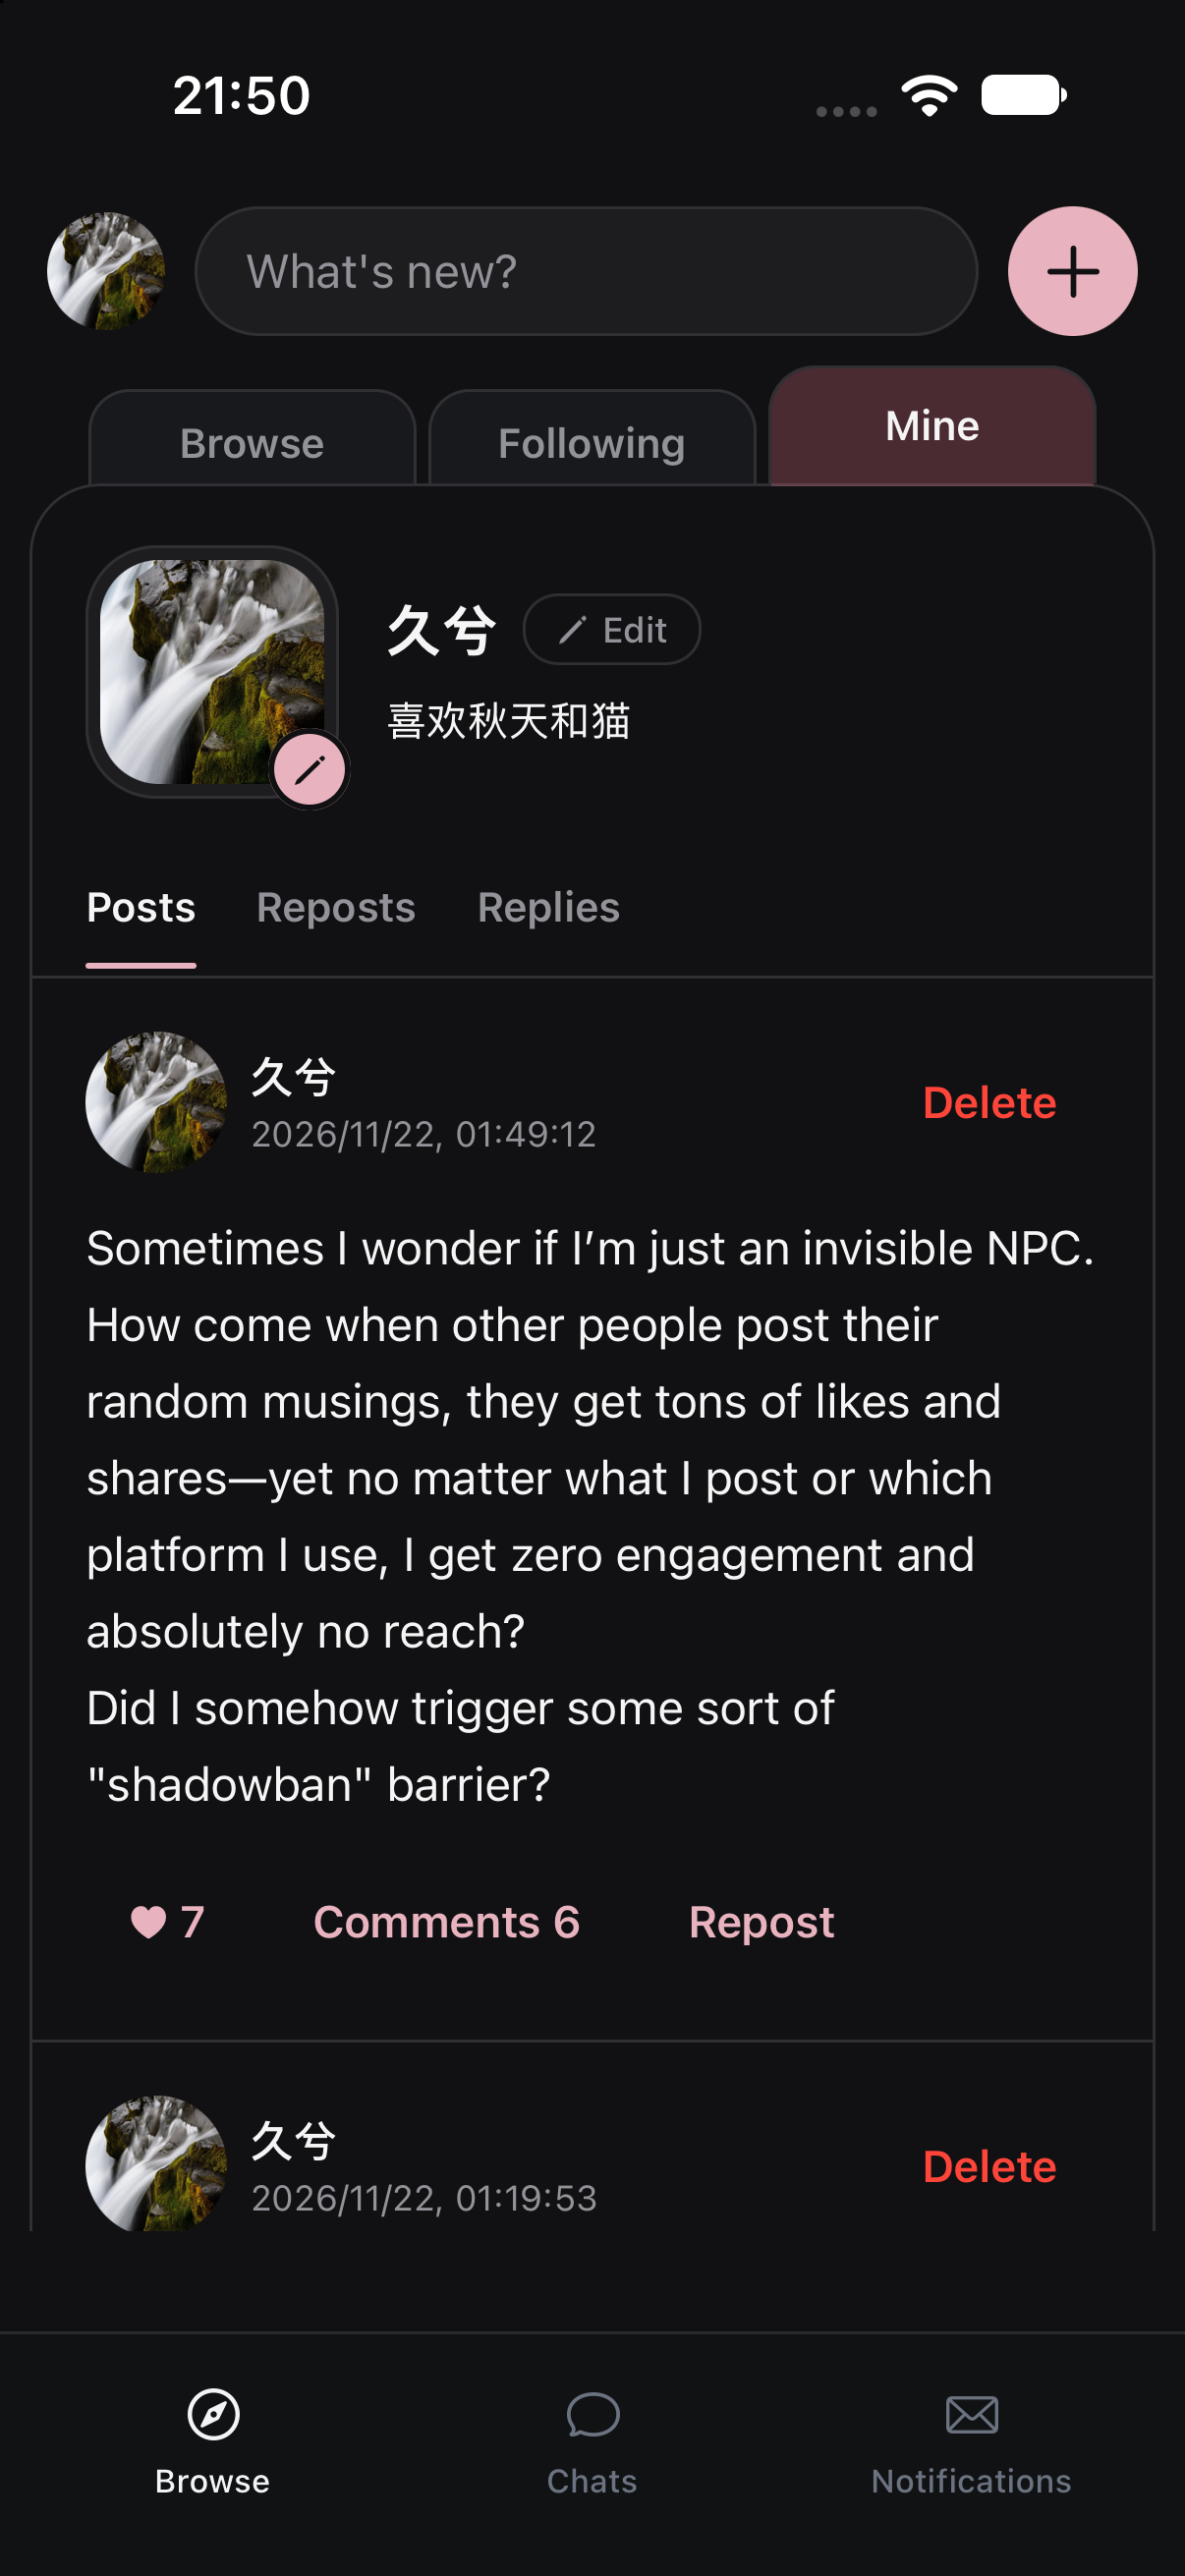 21:50
What's new?
Browse
Following
Mine
久兮
Edit
喜欢秋天和猫
Posts
Reposts
Replies
久兮
2026/11/22, 01:49:12
Delete
Sometimes I wonder if I’m just an invisible NPC.
How come when other people post their
random musings, they get tons of likes and
shares—yet no matter what I post or which
platform I use, I get zero engagement and
absolutely no reach?
Did I somehow trigger some sort of
"shadowban" barrier?
7
Comments 6
Repost
久兮
2026/11/22, 01:19:53
Delete
Browse
Chats
Notifications